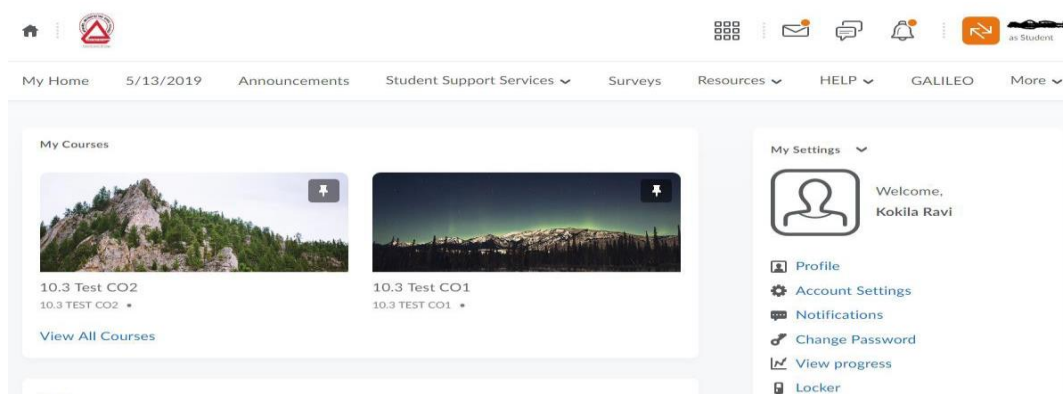 as Student
My Home 5/13/2019 Announcements Student Support Services Surveys Resources HELP GALILEO More
My Courses
10.3 Test CO2
10.3 TEST CO2 •
10.3 Test CO1
10.3 TEST CO1 •
View All Courses
My Settings
Welcome,
Kokila Ravi
Profile
Account Settings
Notifications
Change Password
View progress
Locker